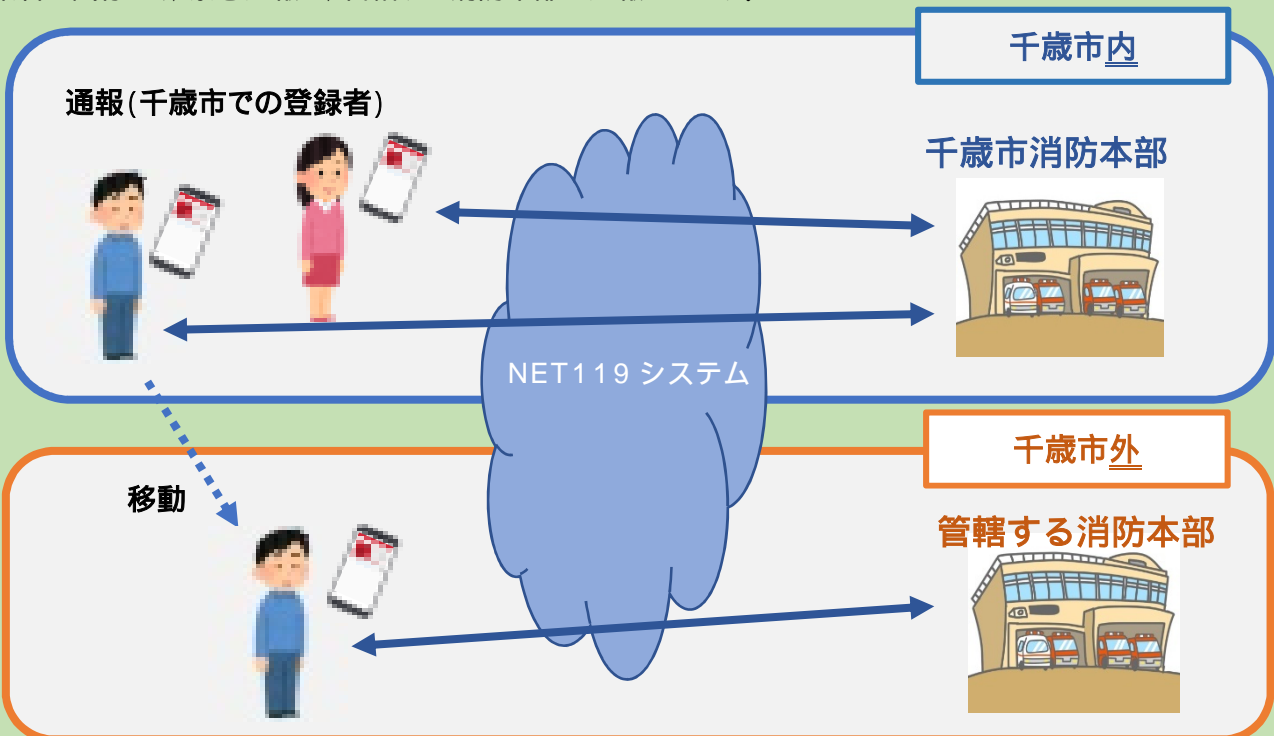 千歳市内
通報(千歳市での登録者)
千歳市消防本部
NET119 システム
千歳市外
移動
管轄する消防本部